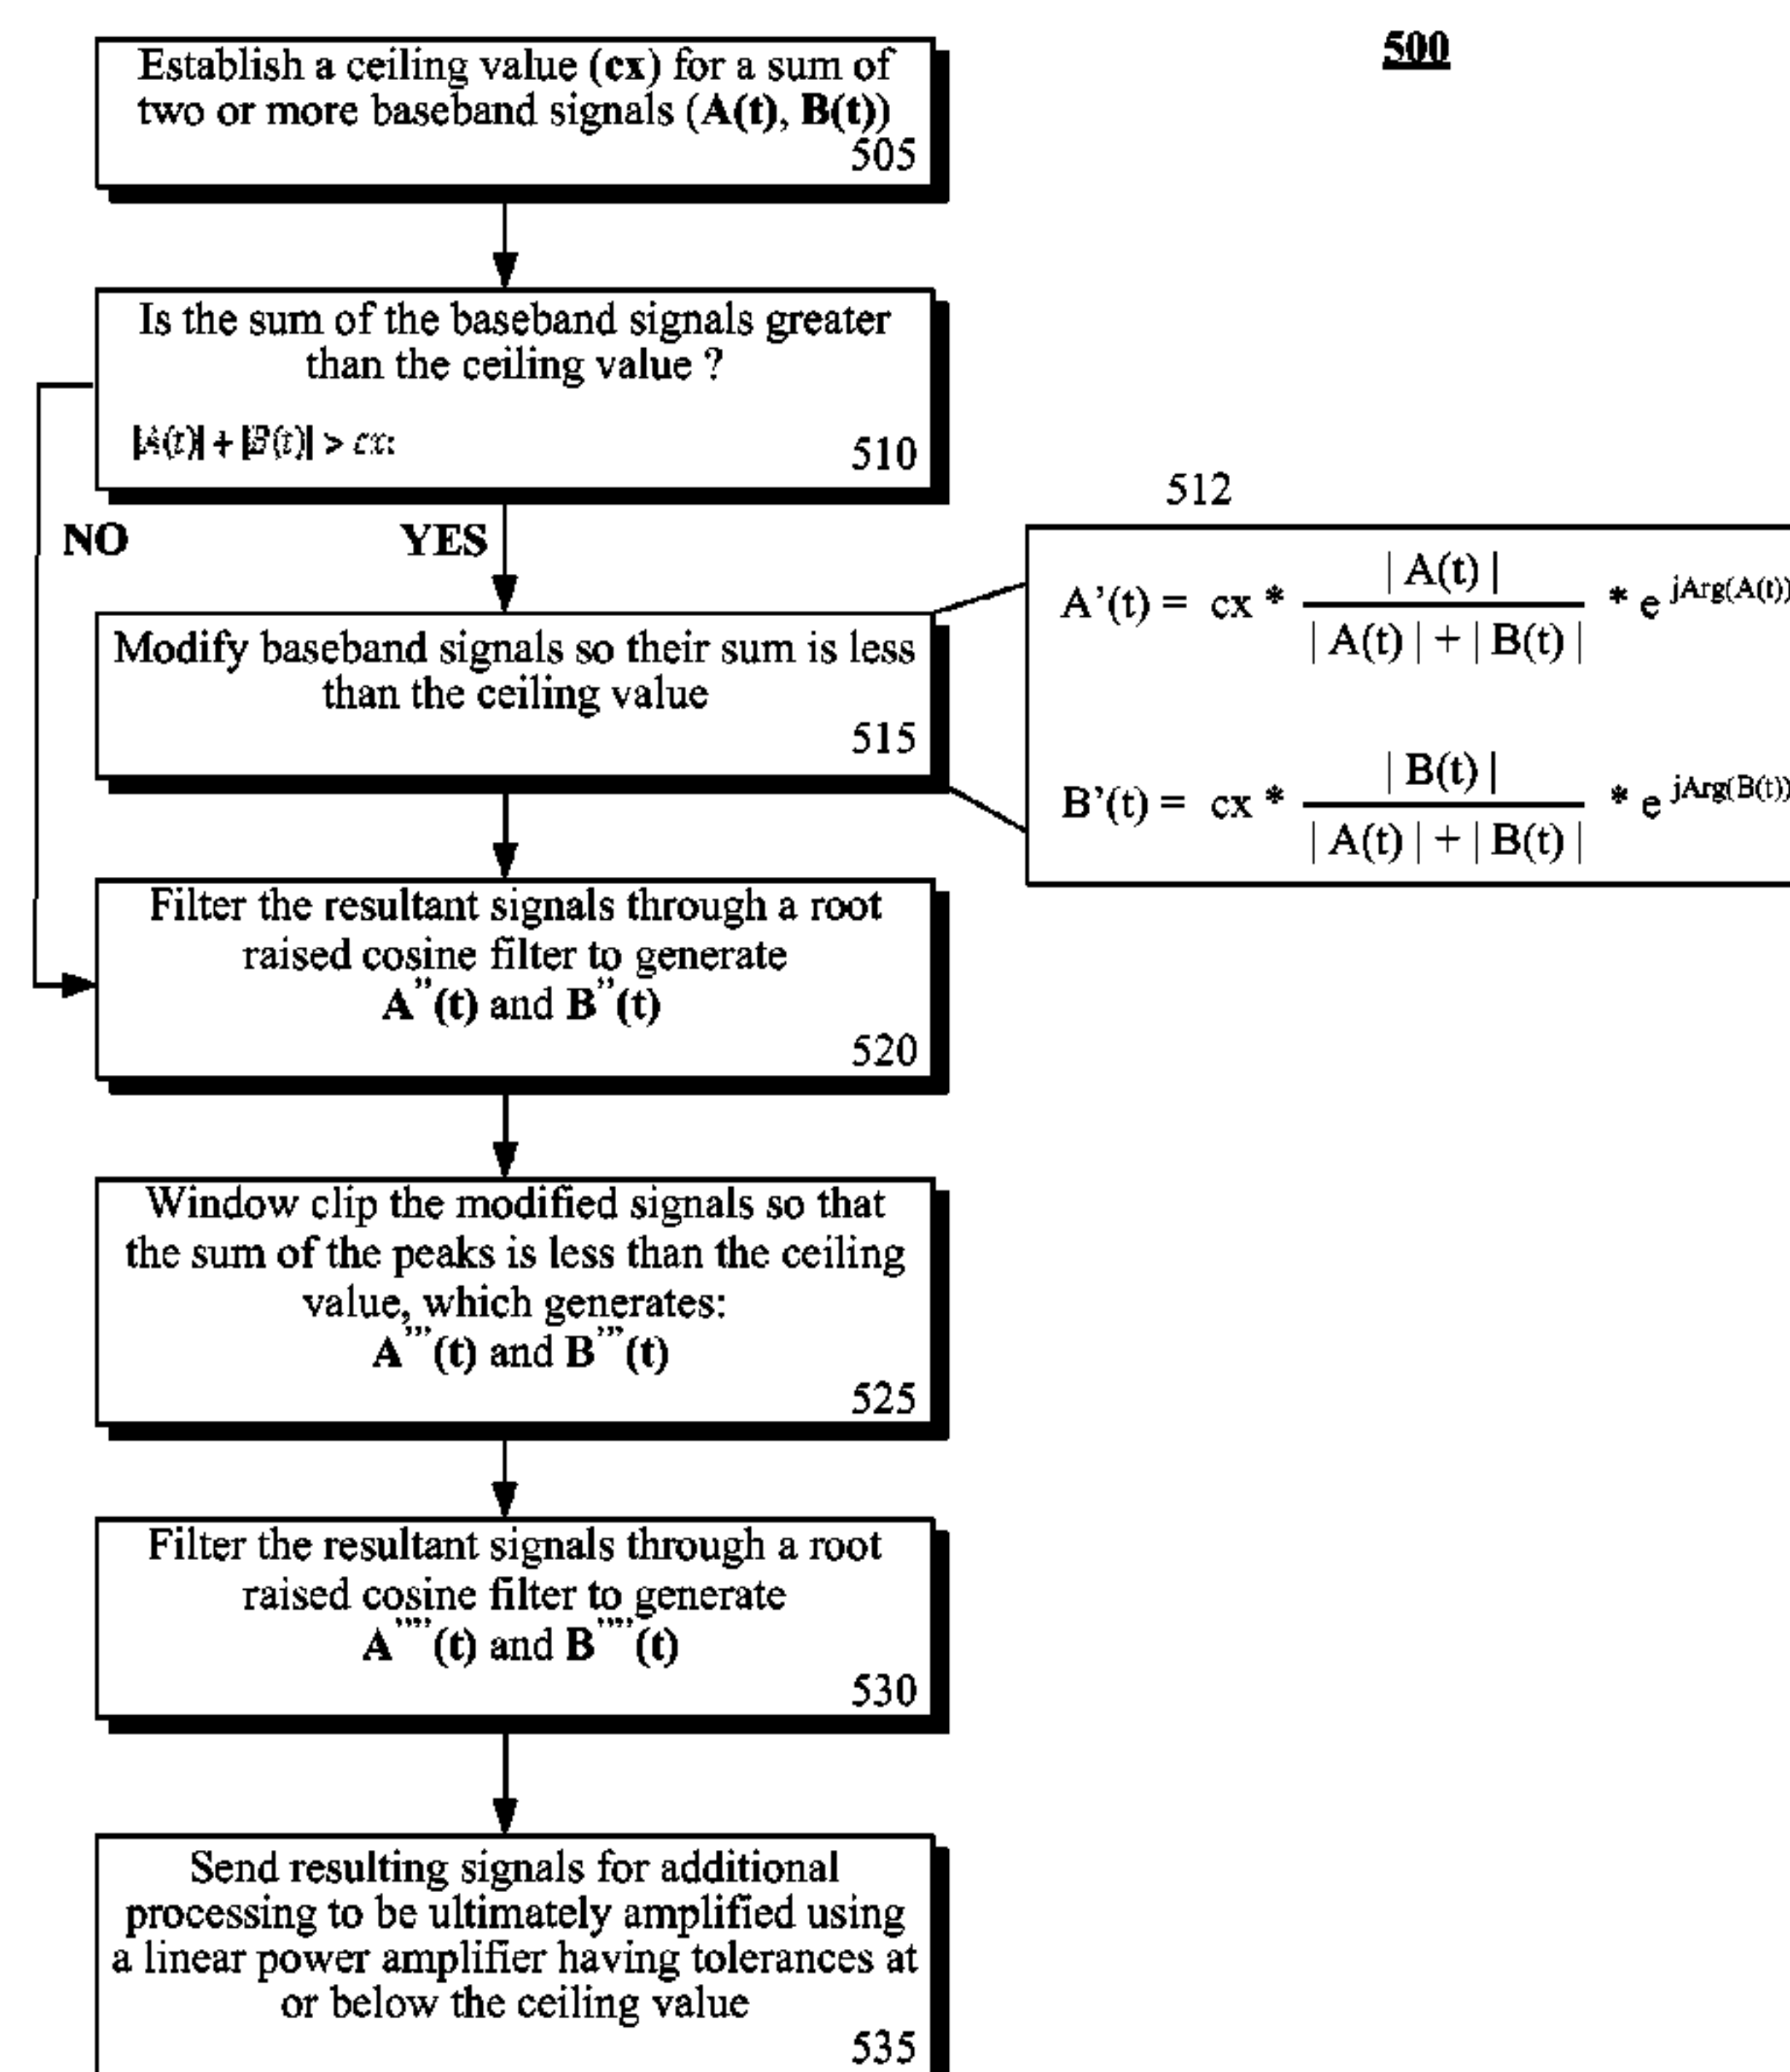 500
Establish a ceiling value (cx) for a sum of
two or more baseband signals (A(t), B(t))
505
Is the sum of the baseband signals greater
than the ceiling value ?
|A(t)| + |B(t)| > cx
510
NO
YES
512
A’(t) = cx * | A(t) | / | A(t) | + | B(t) | * e jArg(A(t))
B’(t) = cx * | B(t) | / | A(t) | + | B(t) | * e jArg(B(t))
Modify baseband signals so their sum is less
than the ceiling value
515
Filter the resultant signals through a root
raised cosine filter to generate
A’’(t) and B’’(t)
520
Window clip the modified signals so that
the sum of the peaks is less than the ceiling
value, which generates:
A’’’(t) and B’’’(t)
525
Filter the resultant signals through a root
raised cosine filter to generate
A’’’’(t) and B’’’’(t)
530
Send resulting signals for additional
processing to be ultimately amplified using
a linear power amplifier having tolerances at
or below the ceiling value
535